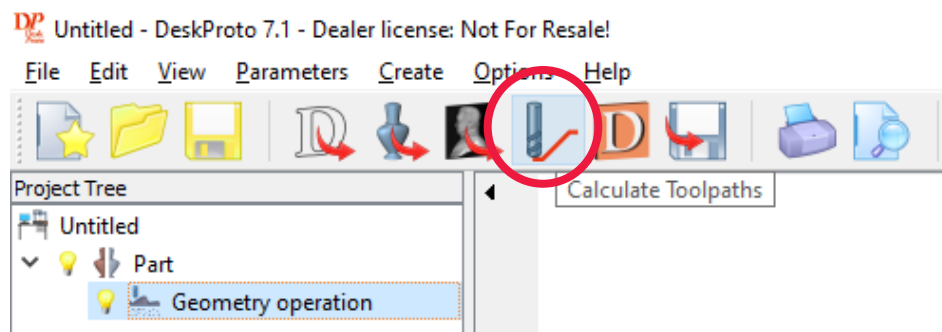 DP Untitled - DeskProto 7.1 - Dealer license: Not For Resale!
File Edit View Parameters Create Options Help
D D
Project Tree
Calculate Toolpaths
Untitled
Part
Geometry operation